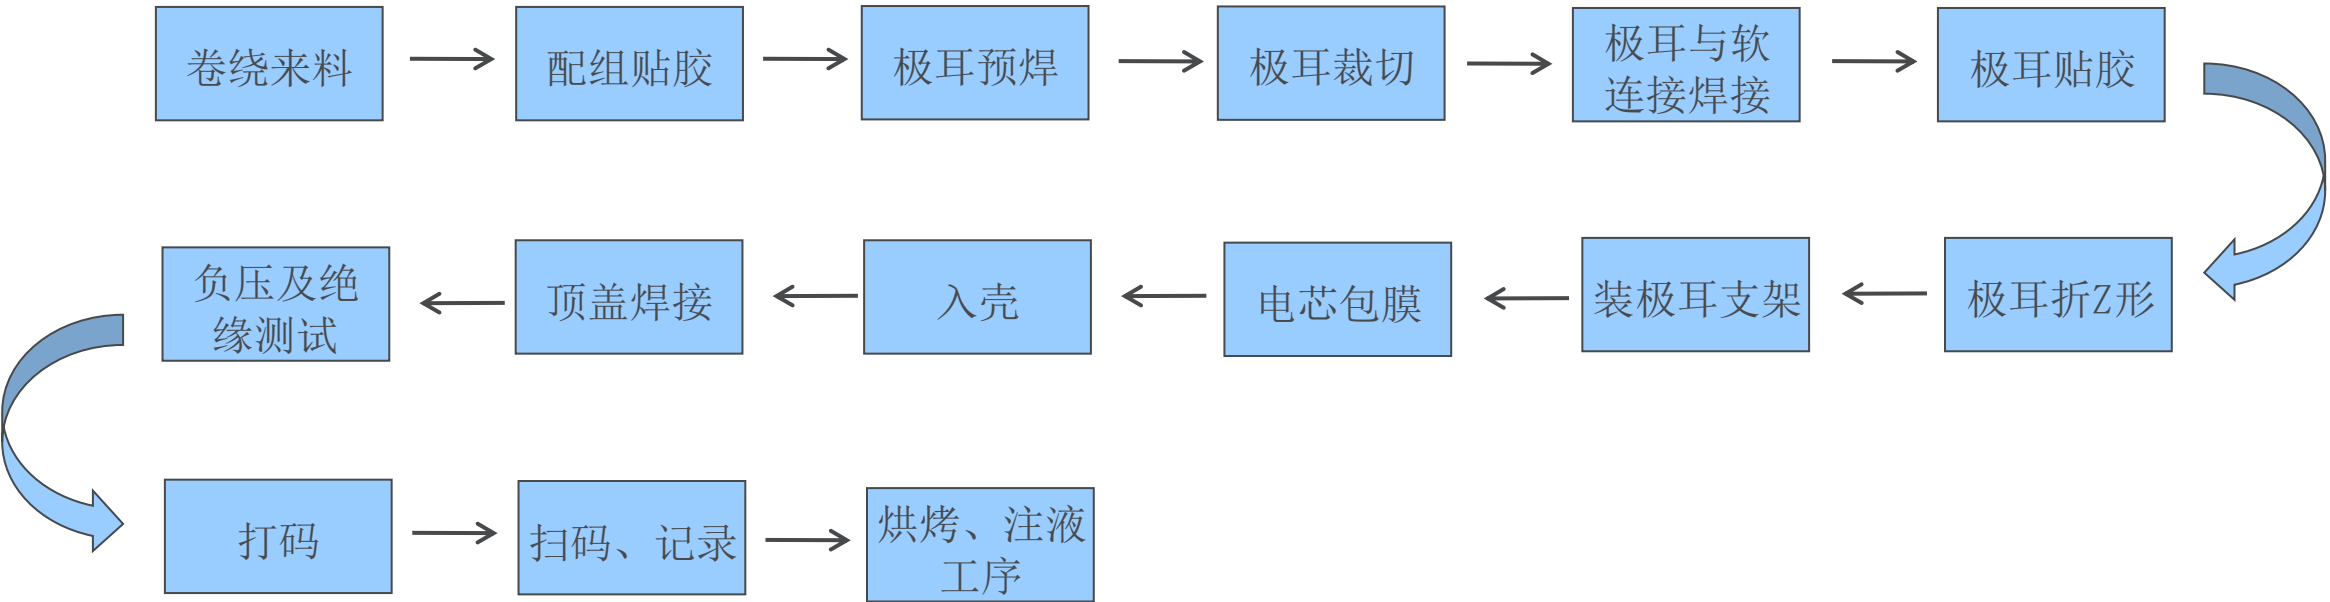 卷绕来料
配组贴胶
极耳预焊
极耳裁切
极耳与软
连接焊接
极耳贴胶
极耳折Z形
装极耳支架
电芯包膜
入壳
顶盖焊接
负压及绝
缘测试
打码
扫码、记录
烘烤、注液
工序